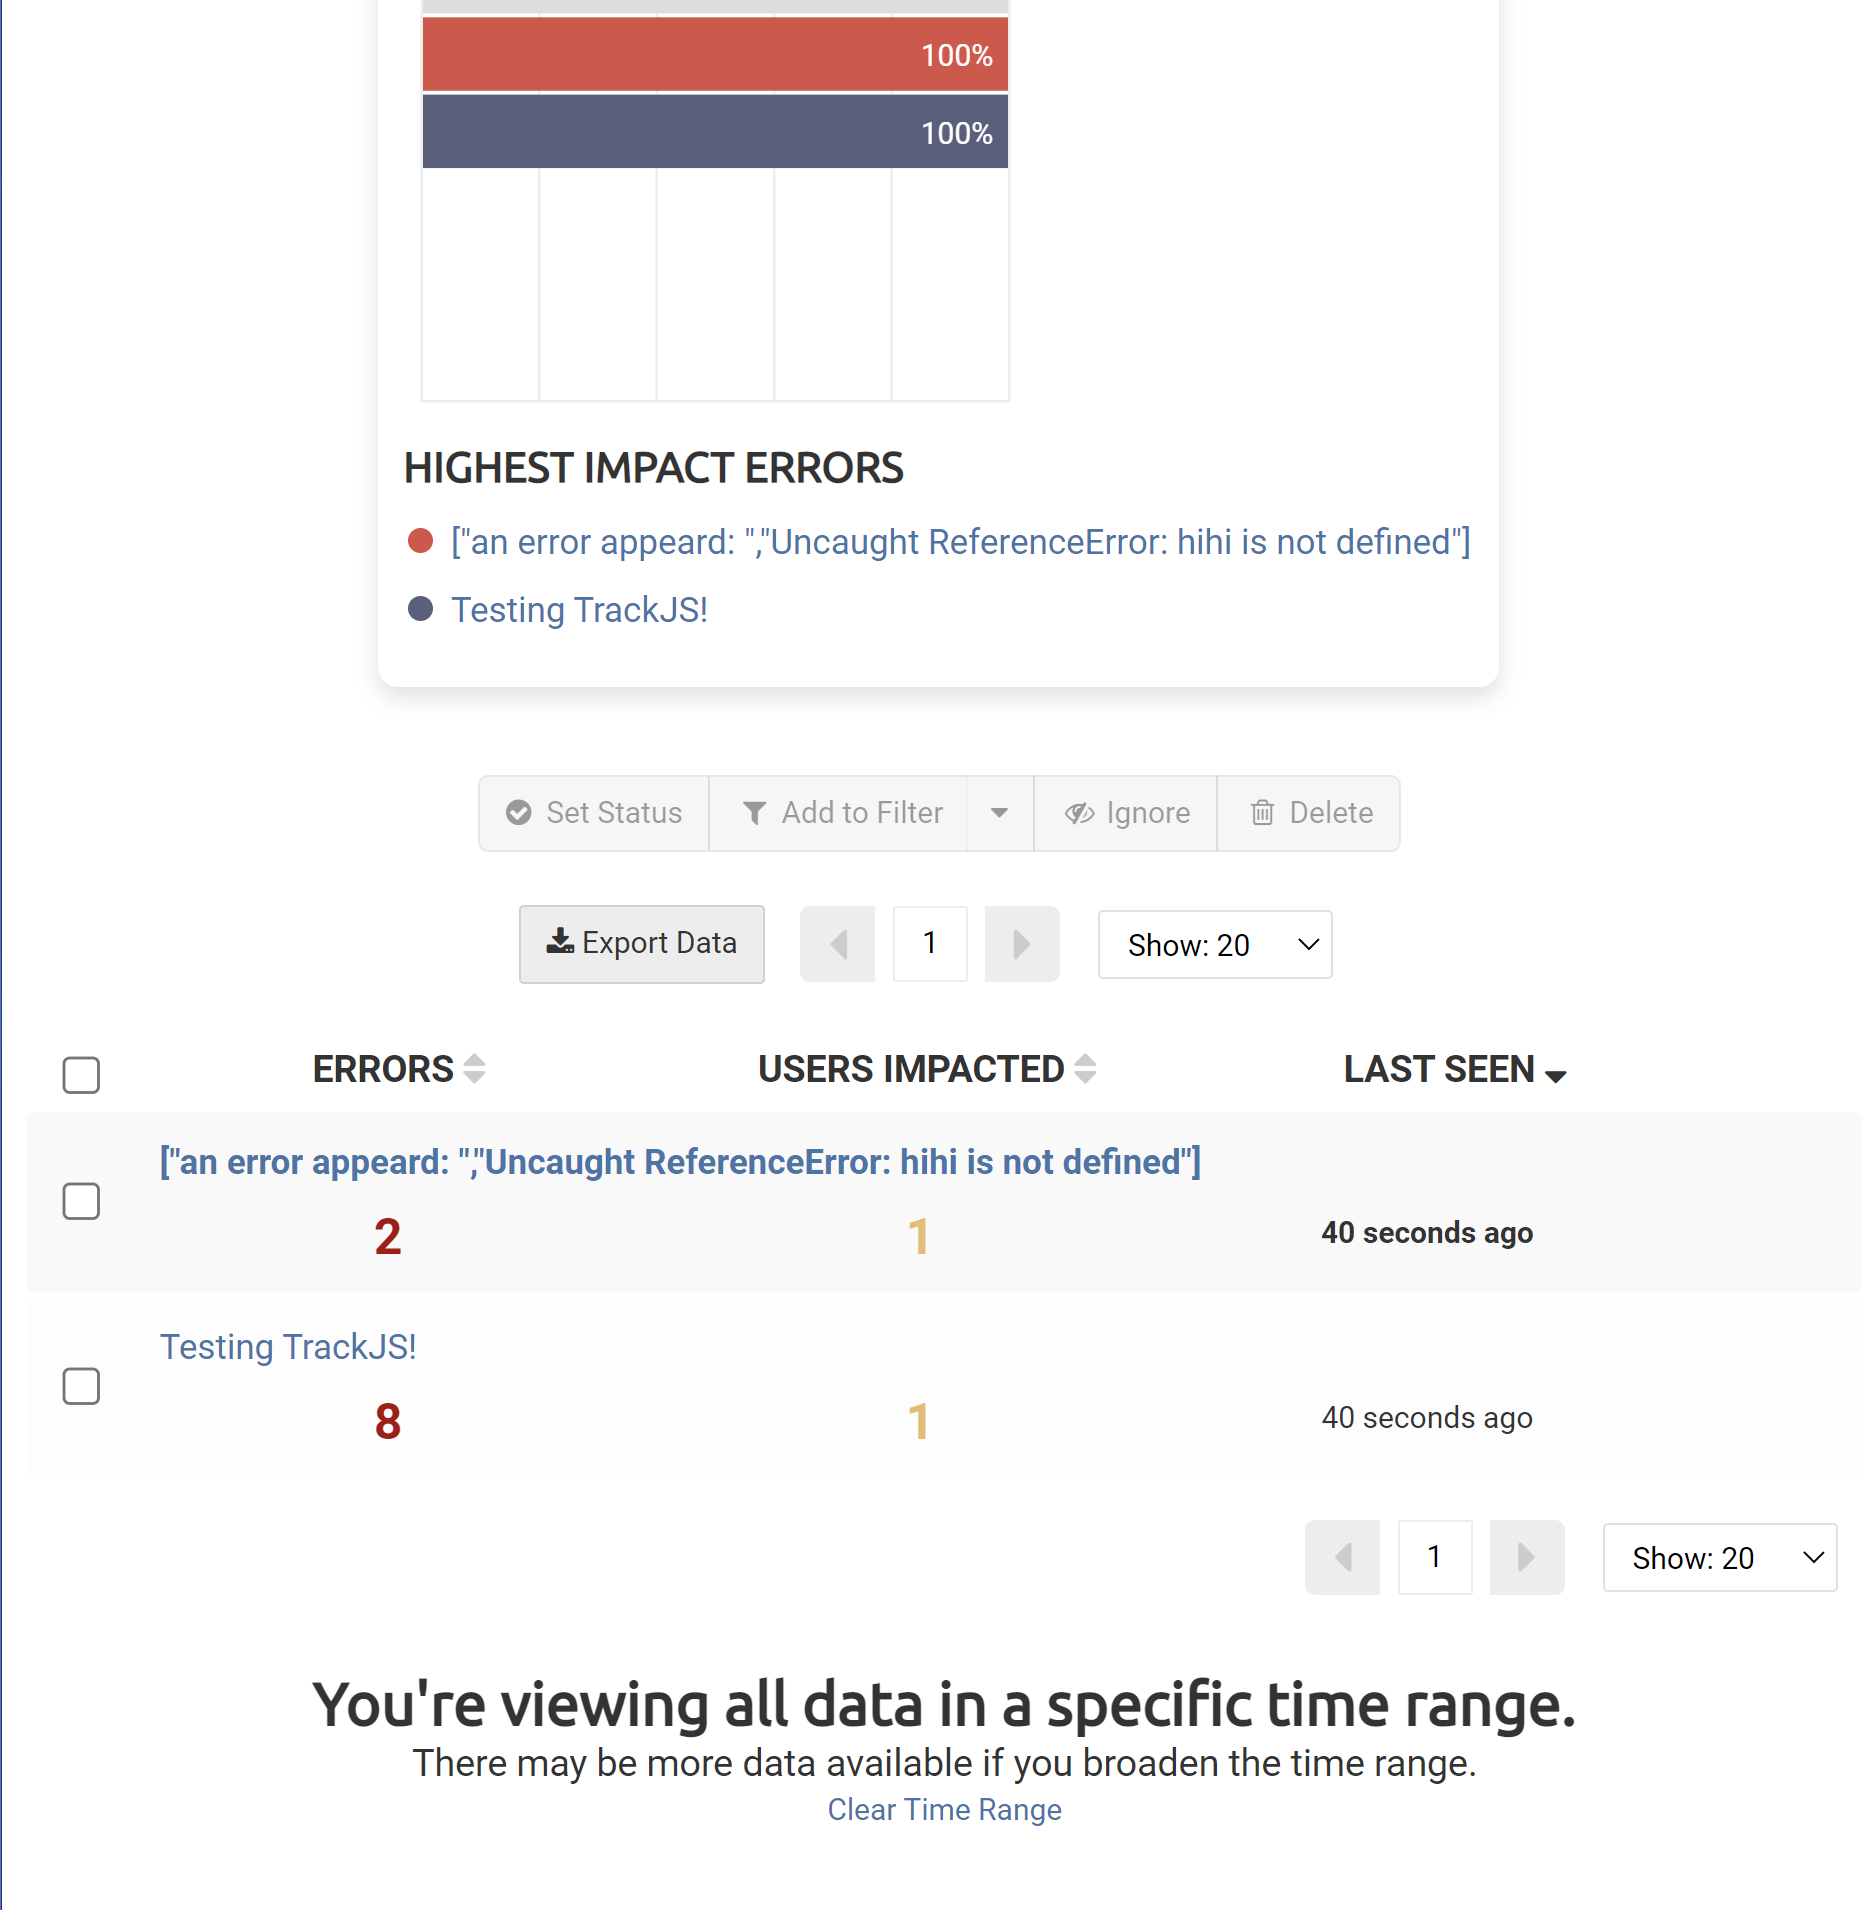 100%
100%
HIGHEST IMPACT ERRORS
["an error appeard: ","Uncaught ReferenceError: hihi is not defined"]
Testing TrackJS!
Set Status Add to Filter Ignore Delete
Export Data 1 Show: 20
ERRORS USERS IMPACTED LAST SEEN
["an error appeard: ","Uncaught ReferenceError: hihi is not defined"]
2 1 40 seconds ago
Testing TrackJS!
8 1 40 seconds ago
1 Show: 20
You're viewing all data in a specific time range.
There may be more data available if you broaden the time range.
Clear Time Range